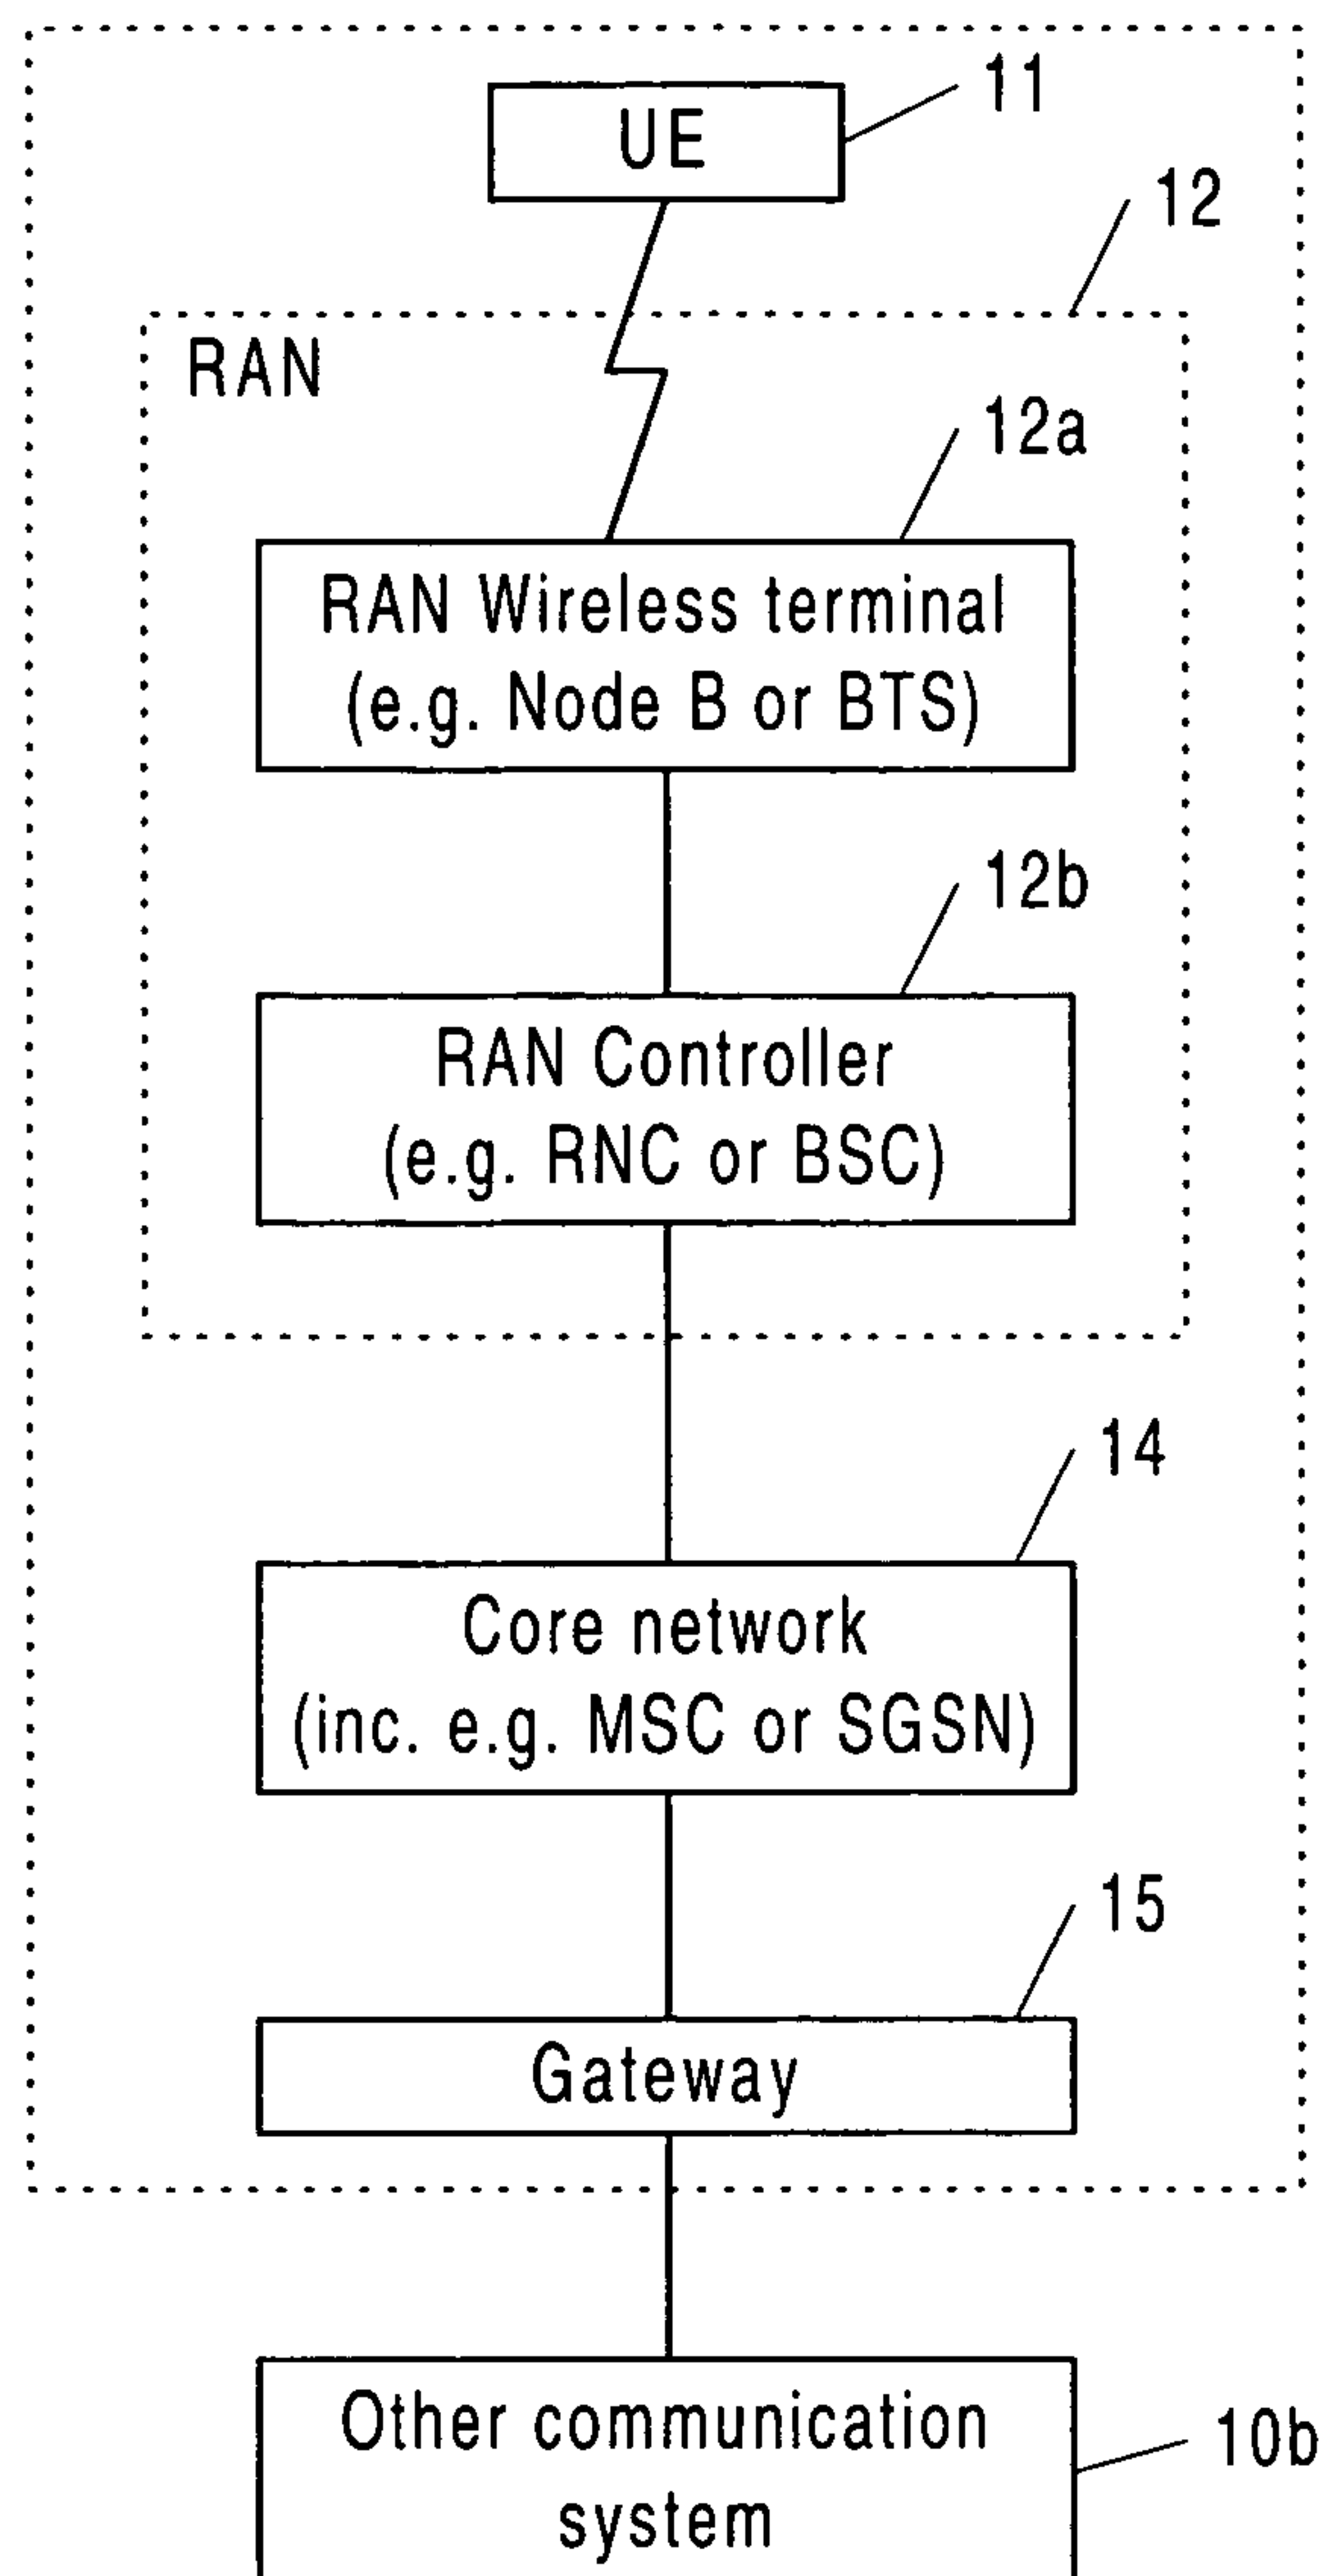 11
UE
12
RAN
12a
RAN Wireless terminal
(e.g. Node B or BTS)
12b
RAN Controller
(e.g. RNC or BSC)
14
Core network
(inc. e.g. MSC or SGSN)
15
Gateway
Other communication
10b
system